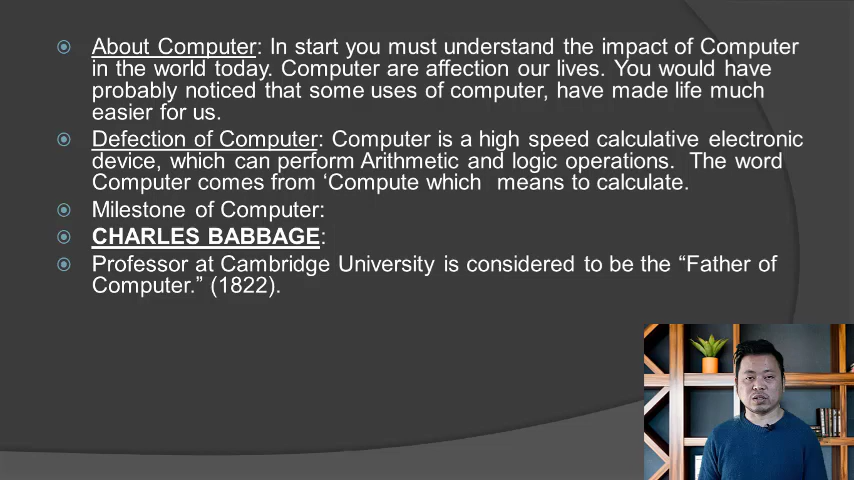 About Computer: In start you must understand the impact of Computer
in the world today. Computer are affection our lives. You would have
probably noticed that some uses of computer, have made life much
easier for us.
Defection of Computer: Computer is a high speed calculative electronic
device, which can perform Arithmetic and logic operations. The word
Computer comes from ‘Compute which means to calculate.
Milestone of Computer:
CHARLES BABBAGE:
Professor at Cambridge University is considered to be the “Father of
Computer.” (1822).